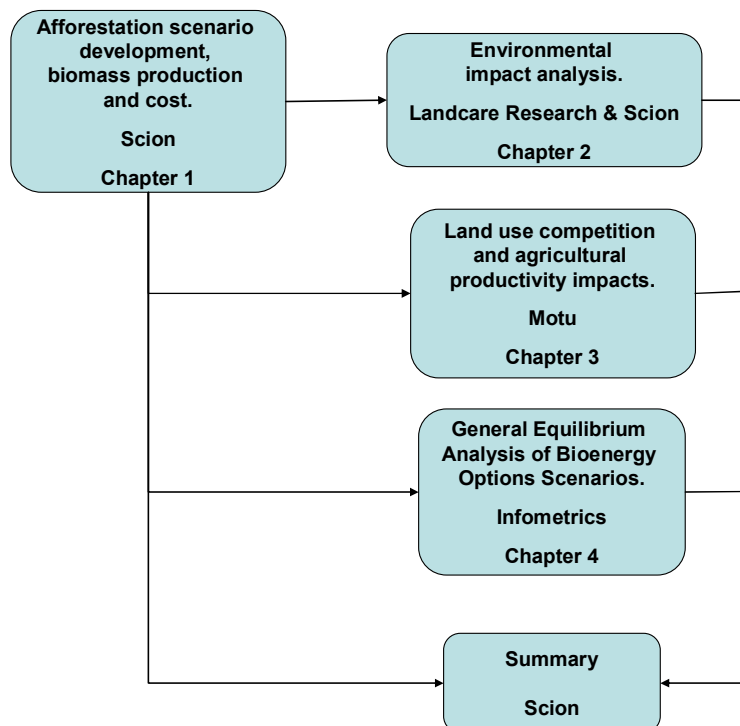 Afforestation scenario
development,
biomass production
and cost.
Scion
Chapter 1
Environmental
impact analysis.
Landcare Research & Scion
Chapter 2
Land use competition
and agricultural
productivity impacts.
Motu
Chapter 3
General Equilibrium
Analysis of Bioenergy
Options Scenarios.
Infometrics
Chapter 4
Summary
Scion